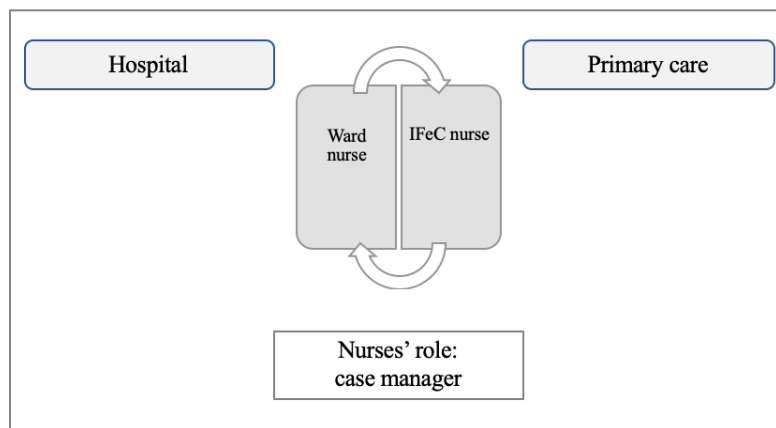 Hospital
Primary care
Ward
nurse
IFeC nurse
Nurses’ role:
case manager